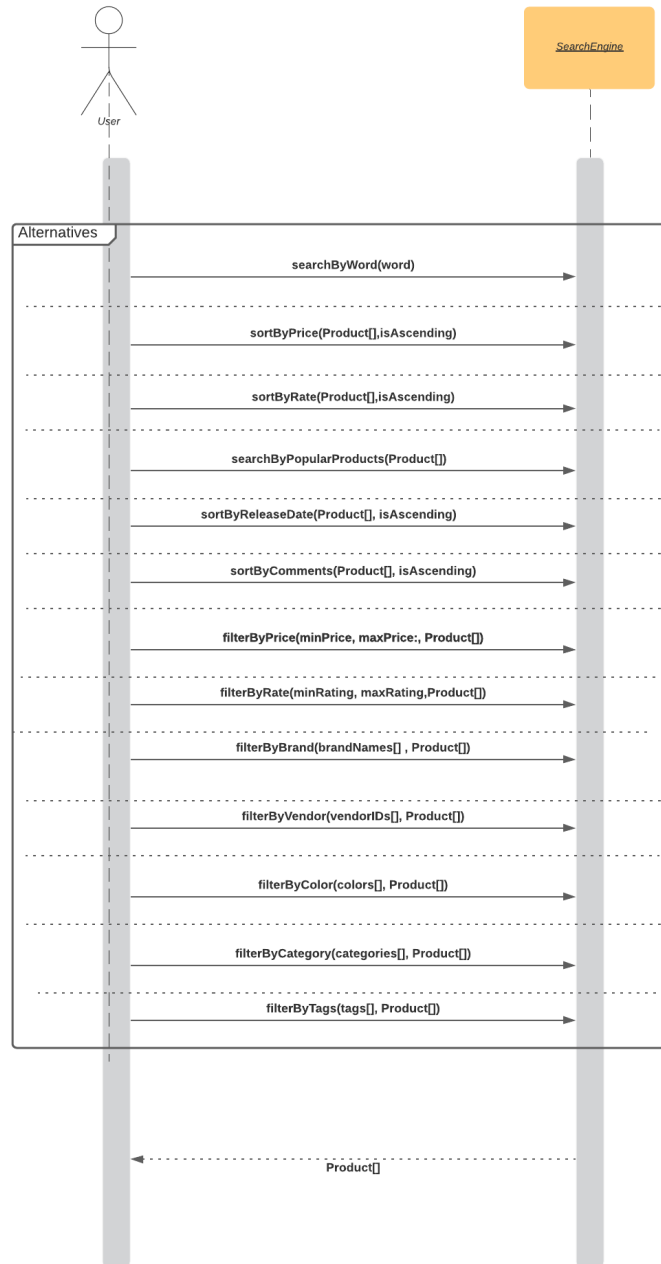 User
SearchEngine
Alternatives
searchByWord(word)
sortByPrice(Product[],isAscending)
sortByRate(Product[],isAscending)
searchByPopularProducts(Product[])
sortByReleaseDate(Product[], isAscending)
sortByComments(Product[], isAscending)
filterByPrice(minPrice, maxPrice:, Product[])
filterByRate(minRating, maxRating,Product[])
filterByBrand(brandNames[] , Product[])
filterByVendor(vendorIDs[], Product[])
filterByColor(colors[], Product[])
filterByCategory(categories[], Product[])
filterByTags(tags[], Product[])
Product[]